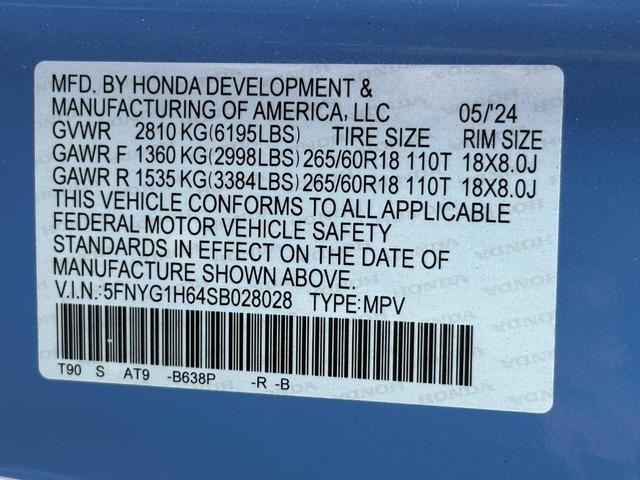 MFD. BY HONDA DEVELOPMENT &
MANUFACTURING OF AMERICA, LLC 05/'24
GVWR 2810 KG(6195LBS) TIRE SIZE RIM SIZE
GAWR F 1360 KG(2998LBS) 265/60R18 110T 18X8.0J
GAWR R 1535 KG(3384LBS) 265/60R18 110T 18X8.0J
THIS VEHICLE CONFORMS TO ALL APPLICABLE
FEDERAL MOTOR VEHICLE SAFETY
STANDARDS IN EFFECT ON THE DATE OF
MANUFACTURE SHOWN ABOVE.
V.I.N.:5FNYG1H64SB028028 TYPE:MPV
T90 S AT9 -B638P -R -B